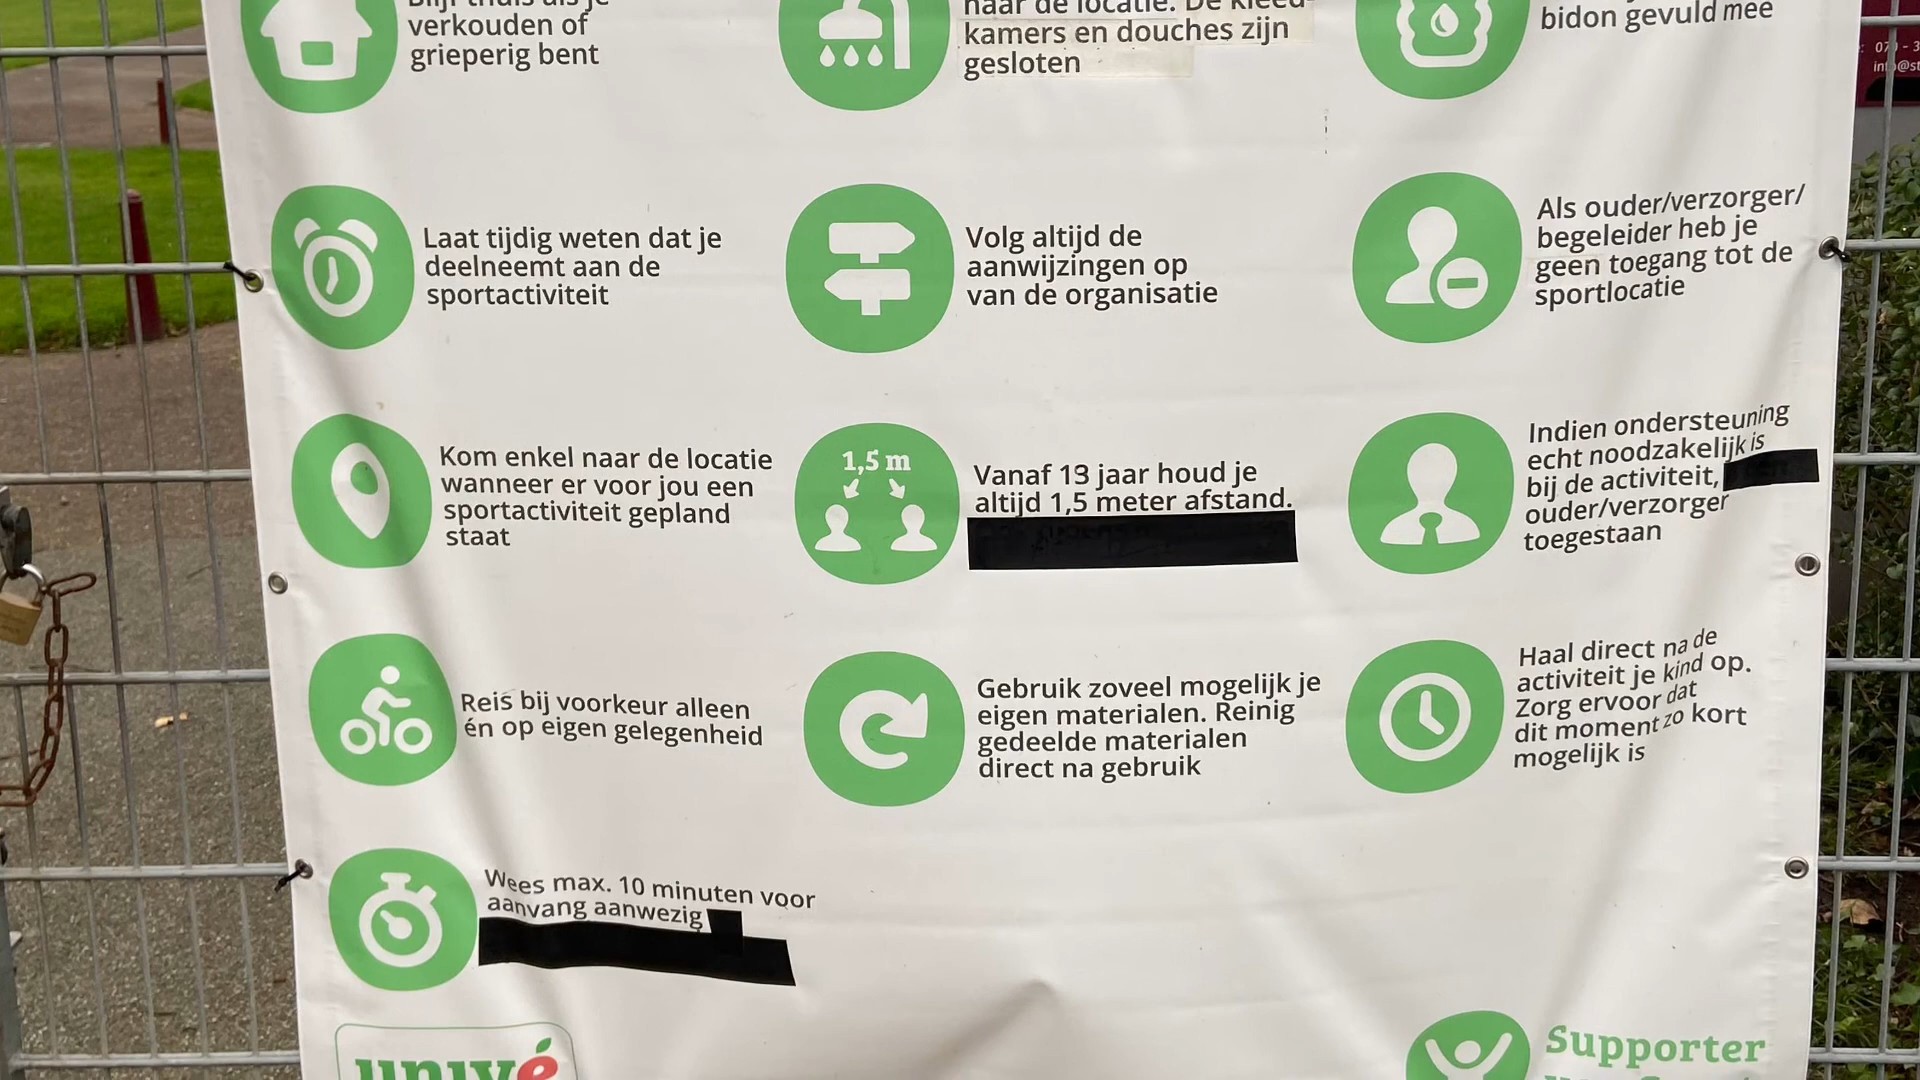 verkouden of
grieperig bent
naar de locatie. De kleed-
kamers en douches zijn
gesloten
bidon gevuld mee
Laat tijdig weten dat je
deelneemt aan de
sportactiviteit
Volg altijd de
aanwijzingen op
van de organisatie
Als ouder/verzorger/
begeleider heb je
geen toegang tot de
sportlocatie
Kom enkel naar de locatie
wanneer er voor jou een
sportactiviteit gepland
staat
1,5 m
Vanaf 13 jaar houd je
altijd 1,5 meter afstand.
Indien ondersteuning
echt noodzakelijk is
bij de activiteit,
ouder/verzorger
toegestaan
Reis bij voorkeur alleen
én op eigen gelegenheid
Gebruik zoveel mogelijk je
eigen materialen. Reinig
gedeelde materialen
direct na gebruik
Haal direct na de
activiteit je kind op.
Zorg ervoor dat
dit moment zo kort
mogelijk is
Wees max. 10 minuten voor
aanvang aanwezig
univé
Supporter